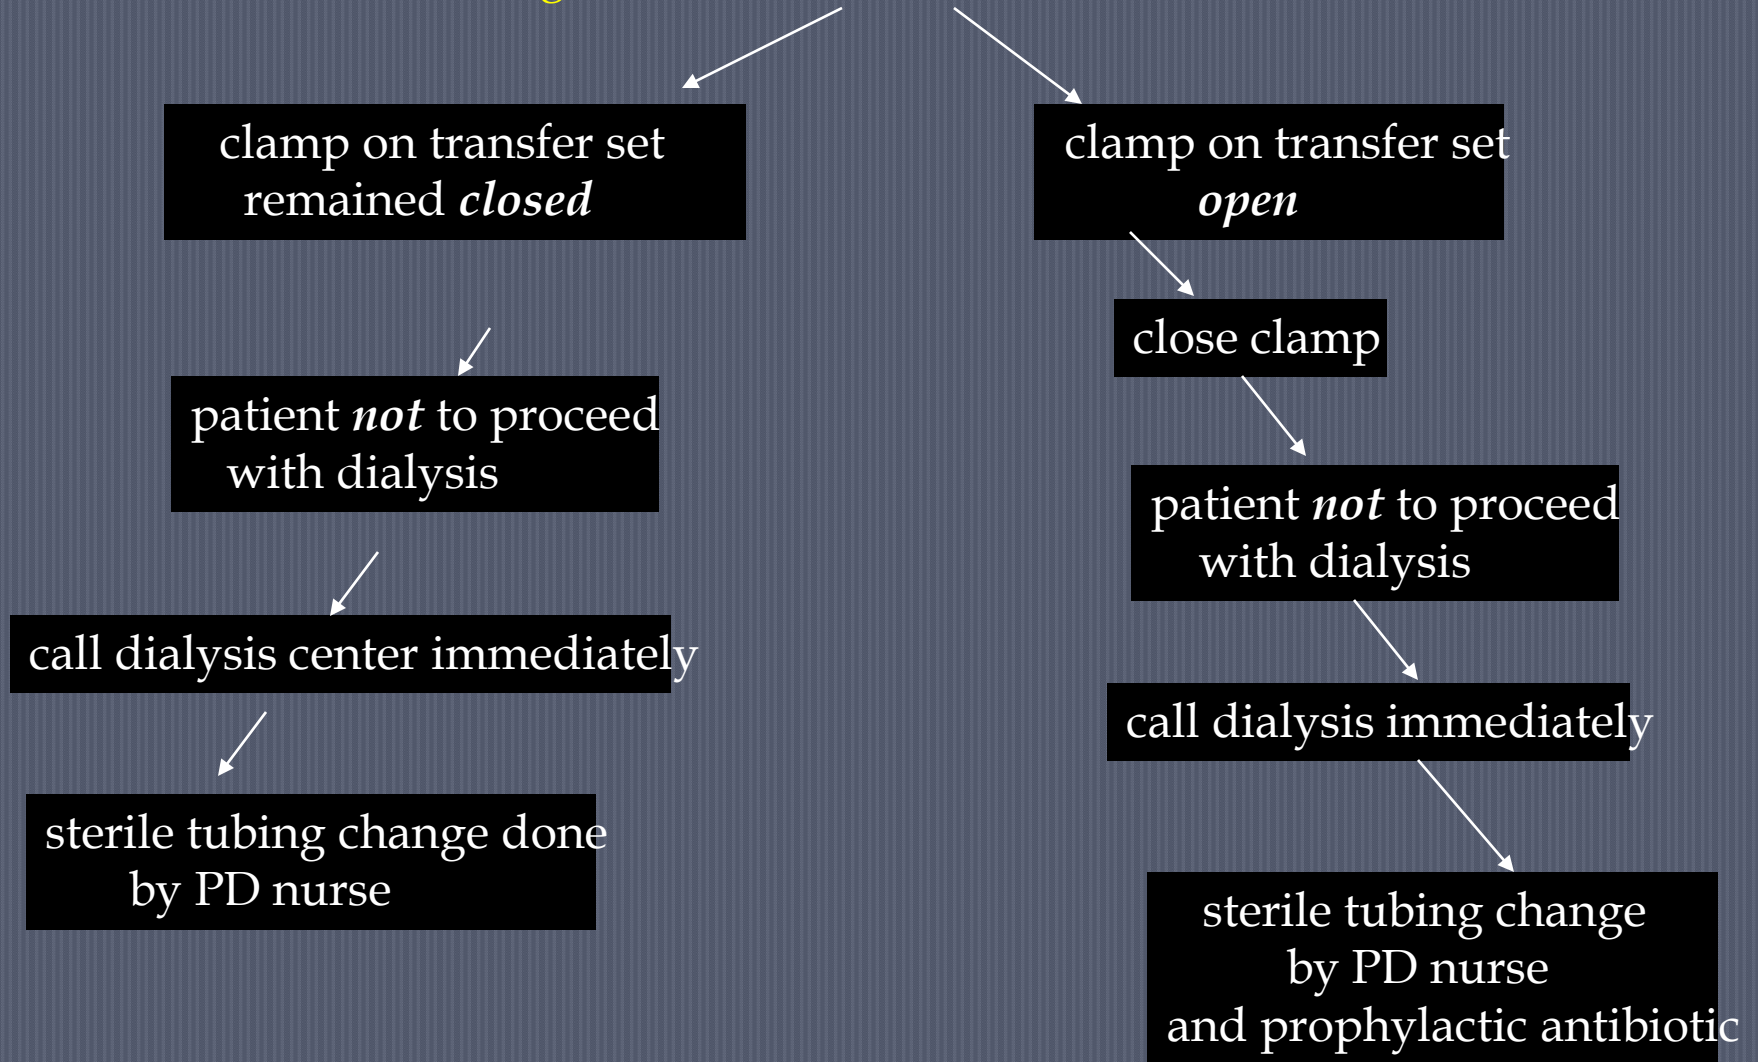 clamp on transfer set
remained closed
patient not to proceed
with dialysis
call dialysis center immediately
sterile tubing change done
by PD nurse
clamp on transfer set
open
close clamp
patient not to proceed
with dialysis
call dialysis immediately
sterile tubing change
by PD nurse
and prophylactic antibiotic